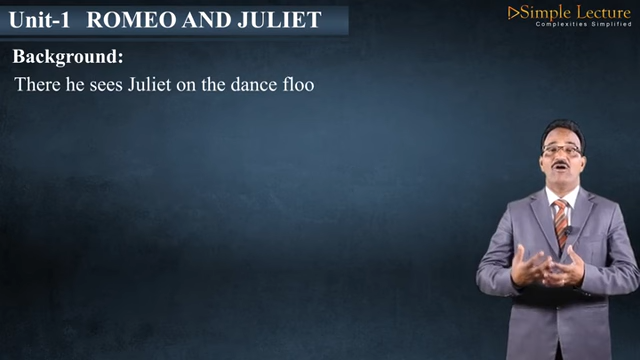 Unit-1 ROMEO AND JULIET
Simple Lecture
Complexities Simplified
Background:
There he sees Juliet on the dance floo